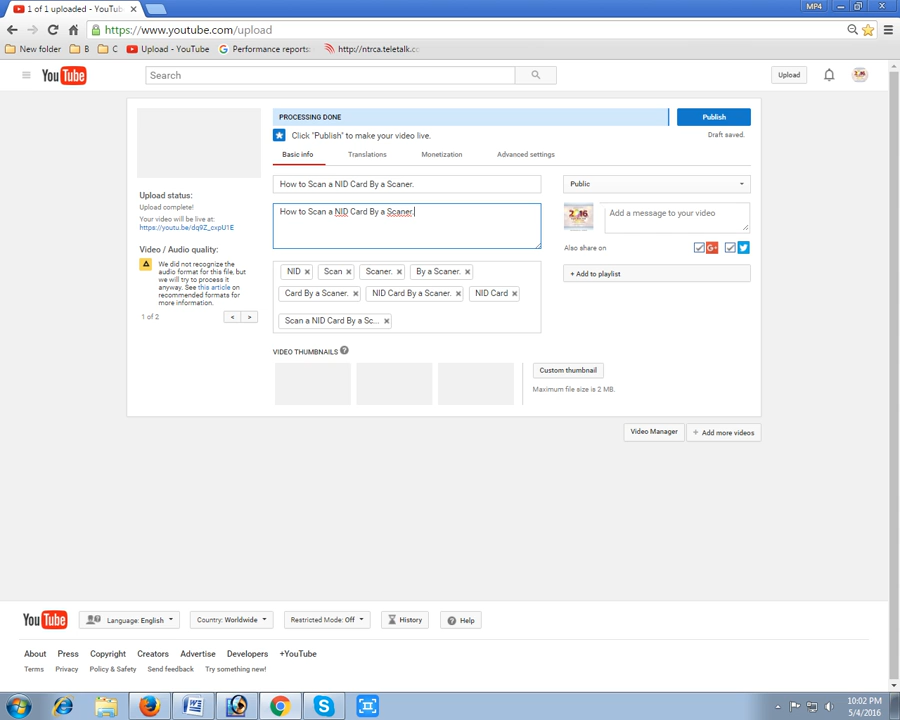 1 of 1 uploaded - YouTub
MP4
https://www.youtube.com/upload
New folder
B
C
Upload - YouTube
Performance reports
http://ntrca.teletalk.c
YouTube
Search
Upload
PROCESSING DONE
Publish
Click "Publish" to make your video live.
Draft saved.
Basic info
Translations
Monetization
Advanced settings
Upload status:
Upload complete!
Your video will be live at:
https://youtu.be/dq9Z_cxpU1E
How to Scan a NID Card By a Scaner.
Public
How to Scan a NID Card By a Scaner.
Add a message to your video
Also share on
Video / Audio quality:
We did not recognize the
audio format for this file, but
we will try to process it
anyway. See this article on
recommended formats for
more information.
1 of 2
< >
NID
Scan
Scaner.
By a Scaner.
+ Add to playlist
Card By a Scaner.
NID Card By a Scaner.
NID Card
Scan a NID Card By a Sc...
VIDEO THUMBNAILS
Custom thumbnail
Maximum file size is 2 MB.
Video Manager
+ Add more videos
YouTube
Language: English
Country: Worldwide
Restricted Mode: Off
History
Help
About
Press
Copyright
Creators
Advertise
Developers
+YouTube
Terms
Privacy
Policy & Safety
Send feedback
Try something new!
10:02 PM
5/4/2016